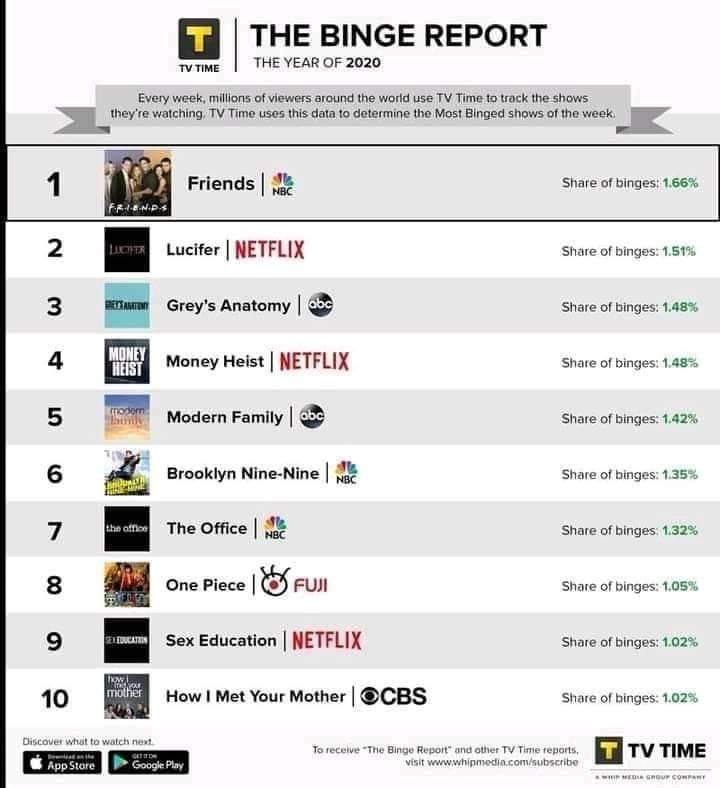 T
TV TIME
THE BINGE REPORT
THE YEAR OF 2020
Every week, millions of viewers around the world use TV Time to track the shows
they're watching. TV Time uses this data to determine the Most Binged shows of the week.
1
F·R·I·E·N·D·S
Friends | NBC
Share of binges: 1.66%
2
LUCIFER
Lucifer | NETFLIX
Share of binges: 1.51%
3
GREY'S ANATOMY
Grey's Anatomy | abc
Share of binges: 1.48%
4
MONEY
HEIST
Money Heist | NETFLIX
Share of binges: 1.48%
5
modern
family
Modern Family | abc
Share of binges: 1.42%
6
BROOKLYN
NINE-NINE
Brooklyn Nine-Nine | NBC
Share of binges: 1.35%
7
the office
The Office | NBC
Share of binges: 1.32%
8
One Piece | FUJI
Share of binges: 1.05%
9
SEX EDUCATION
Sex Education | NETFLIX
Share of binges: 1.02%
10
how i
met your
mother
How I Met Your Mother | CBS
Share of binges: 1.02%
Discover what to watch next.
Download on the
App Store
GET IT ON
Google Play
To receive "The Binge Report" and other TV Time reports,
visit www.whipmedia.com/subscribe
T TV TIME
A WHIP MEDIA GROUP COMPANY